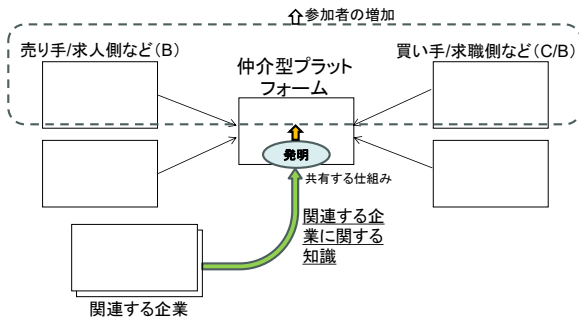 参加者の増加
売り手/求人側など(B)
買い手/求職側など(C/B)
仲介型プラット
フォーム
発明
共有する仕組み
関連する企
業に関する
知識
関連する企業